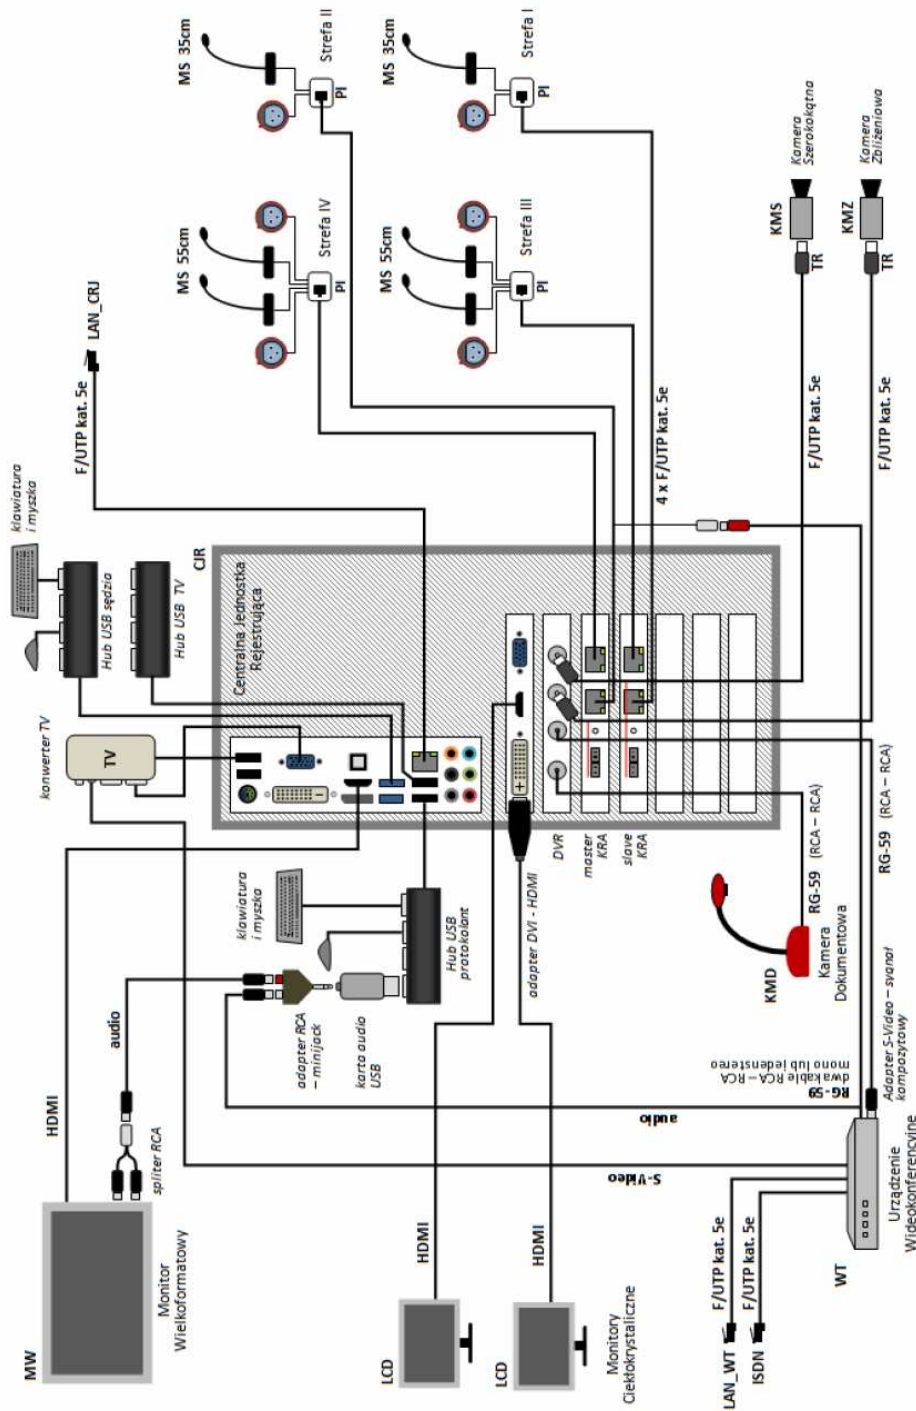 MW
Monitor
Wielkoformatowy
HDMI
audio
spliter RCA
konwerter TV
TV
klawiatura
i myszka
Hub USB sędzia
Hub USB TV
F/UTP kat. 5e
LAN_CRJ
MS 35cm
PI
Strefa II
MS 55cm
PI
Strefa IV
MS 35cm
PI
Strefa I
MS 55cm
PI
Strefa III
CJR
Centralna Jednostka
Rejestrująca
klawiatura
i myszka
adapter RCA
– minijack
karta audio
USB
Hub USB
protokolant
adapter DVI - HDMI
DVR
master
KRA
slave
KRA
4 x F/UTP kat. 5e
LCD
HDMI
LCD
HDMI
Monitory
Ciekłokrystaliczne
S-Video
audio
RG-59
dwa kable RCA – RCA
mono lub jeden stereo
KMD
Kamera
Dokumentowa
RG-59 (RCA – RCA)
RG-59 (RCA – RCA)
F/UTP kat. 5e
TR
KMS
Kamera
Szerokokątna
F/UTP kat. 5e
TR
KMZ
Kamera
Zbliżeniowa
LAN_WT
F/UTP kat. 5e
ISDN
F/UTP kat. 5e
WT
Urządzenie
Wideokonferencyjne
Adapter S-Video – svanał
kompozytowy